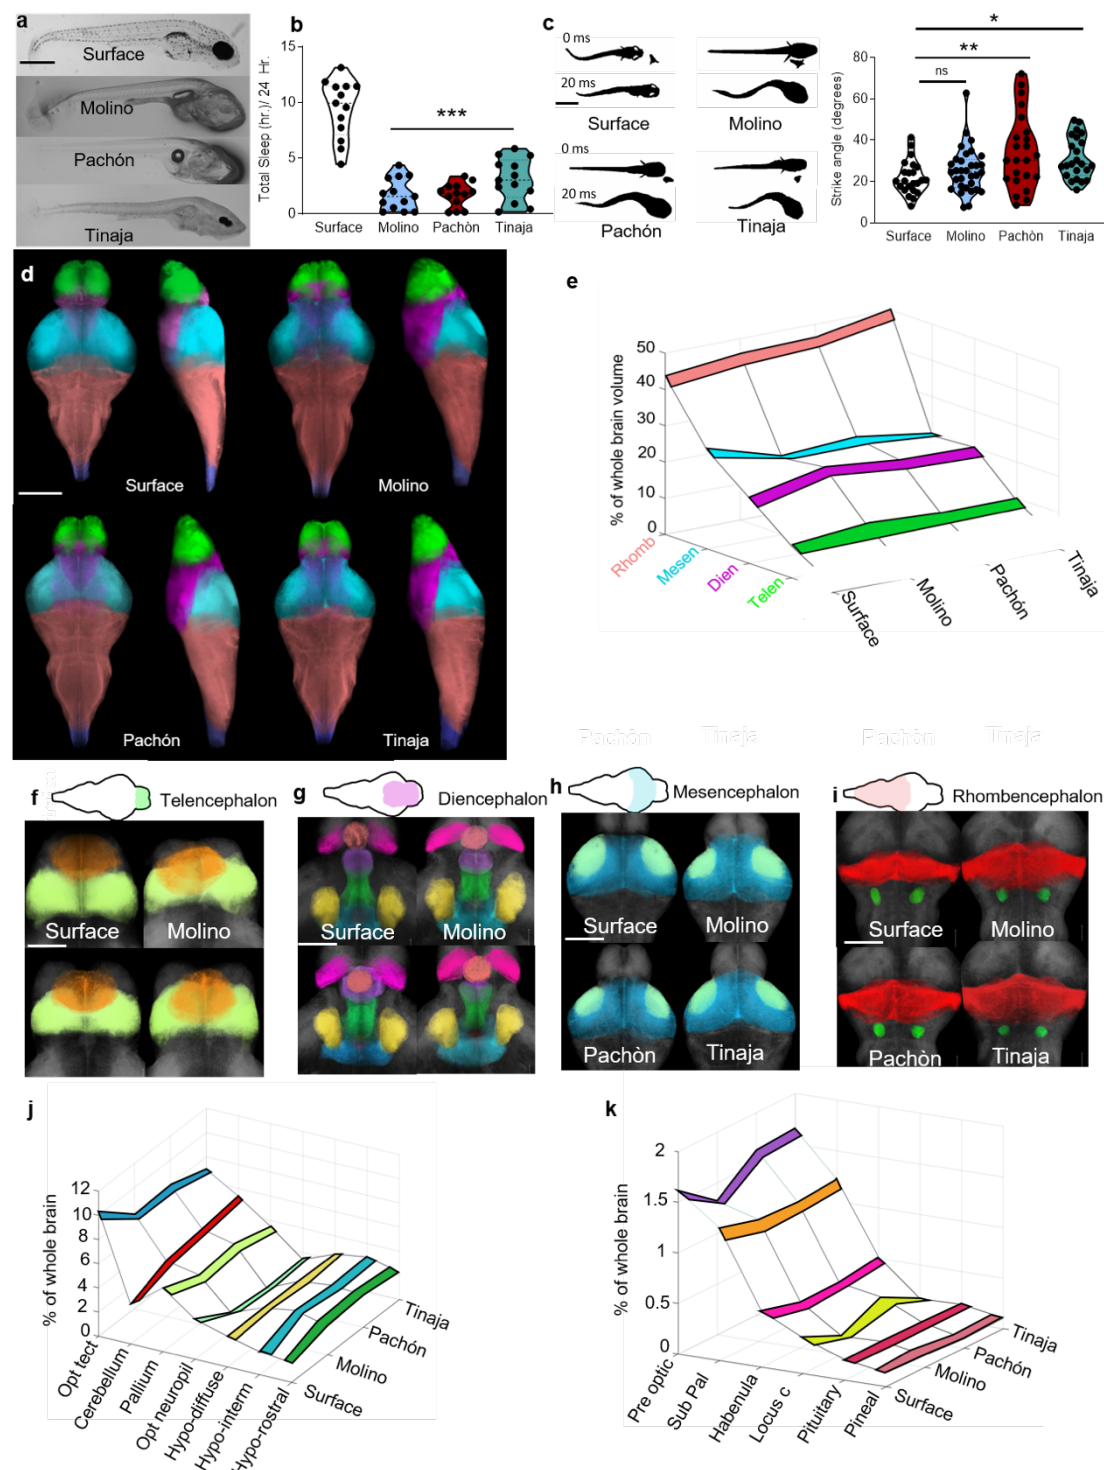 a
Surface
Molino
Pachón
Tinaja
b
Total Sleep (hr.)/ 24 Hr.
15
10
5
0
***
Surface
Molino
Pachòn
Tinaja
c
0 ms
20 ms
Surface
Molino
0 ms
20 ms
Pachón
Tinaja
Strike angle (degrees)
80
60
40
20
0
*
**
ns
Surface
Molino
Pachòn
Tinaja
d
Surface
Molino
Pachón
Tinaja
e
% of whole brain volume
50
40
30
20
10
0
Rhomb
Mesen
Dien
Telen
Surface
Molino
Pachón
Tinaja
Pachòn
Tinaja
Pachòn
Tinaja
f
Telencephalon
Surface
Molino
g
Diencephalon
Surface
Molino
h
Mesencephalon
Surface
Molino
Pachòn
Tinaja
i
Rhombencephalon
Surface
Molino
Pachòn
Tinaja
j
% of whole brain
12
10
8
6
4
2
0
Opt tect
Cerebellum
Pallium
Opt neuropil
Hypo-diffuse
Hypo-interm
Hypo-rostral
Surface
Molino
Pachón
Tinaja
k
% of whole brain
2
1.5
1
0.5
0
Pre optic
Sub Pal
Habenula
Locus c
Pituitary
Pineal
Surface
Molino
Pachón
Tinaja